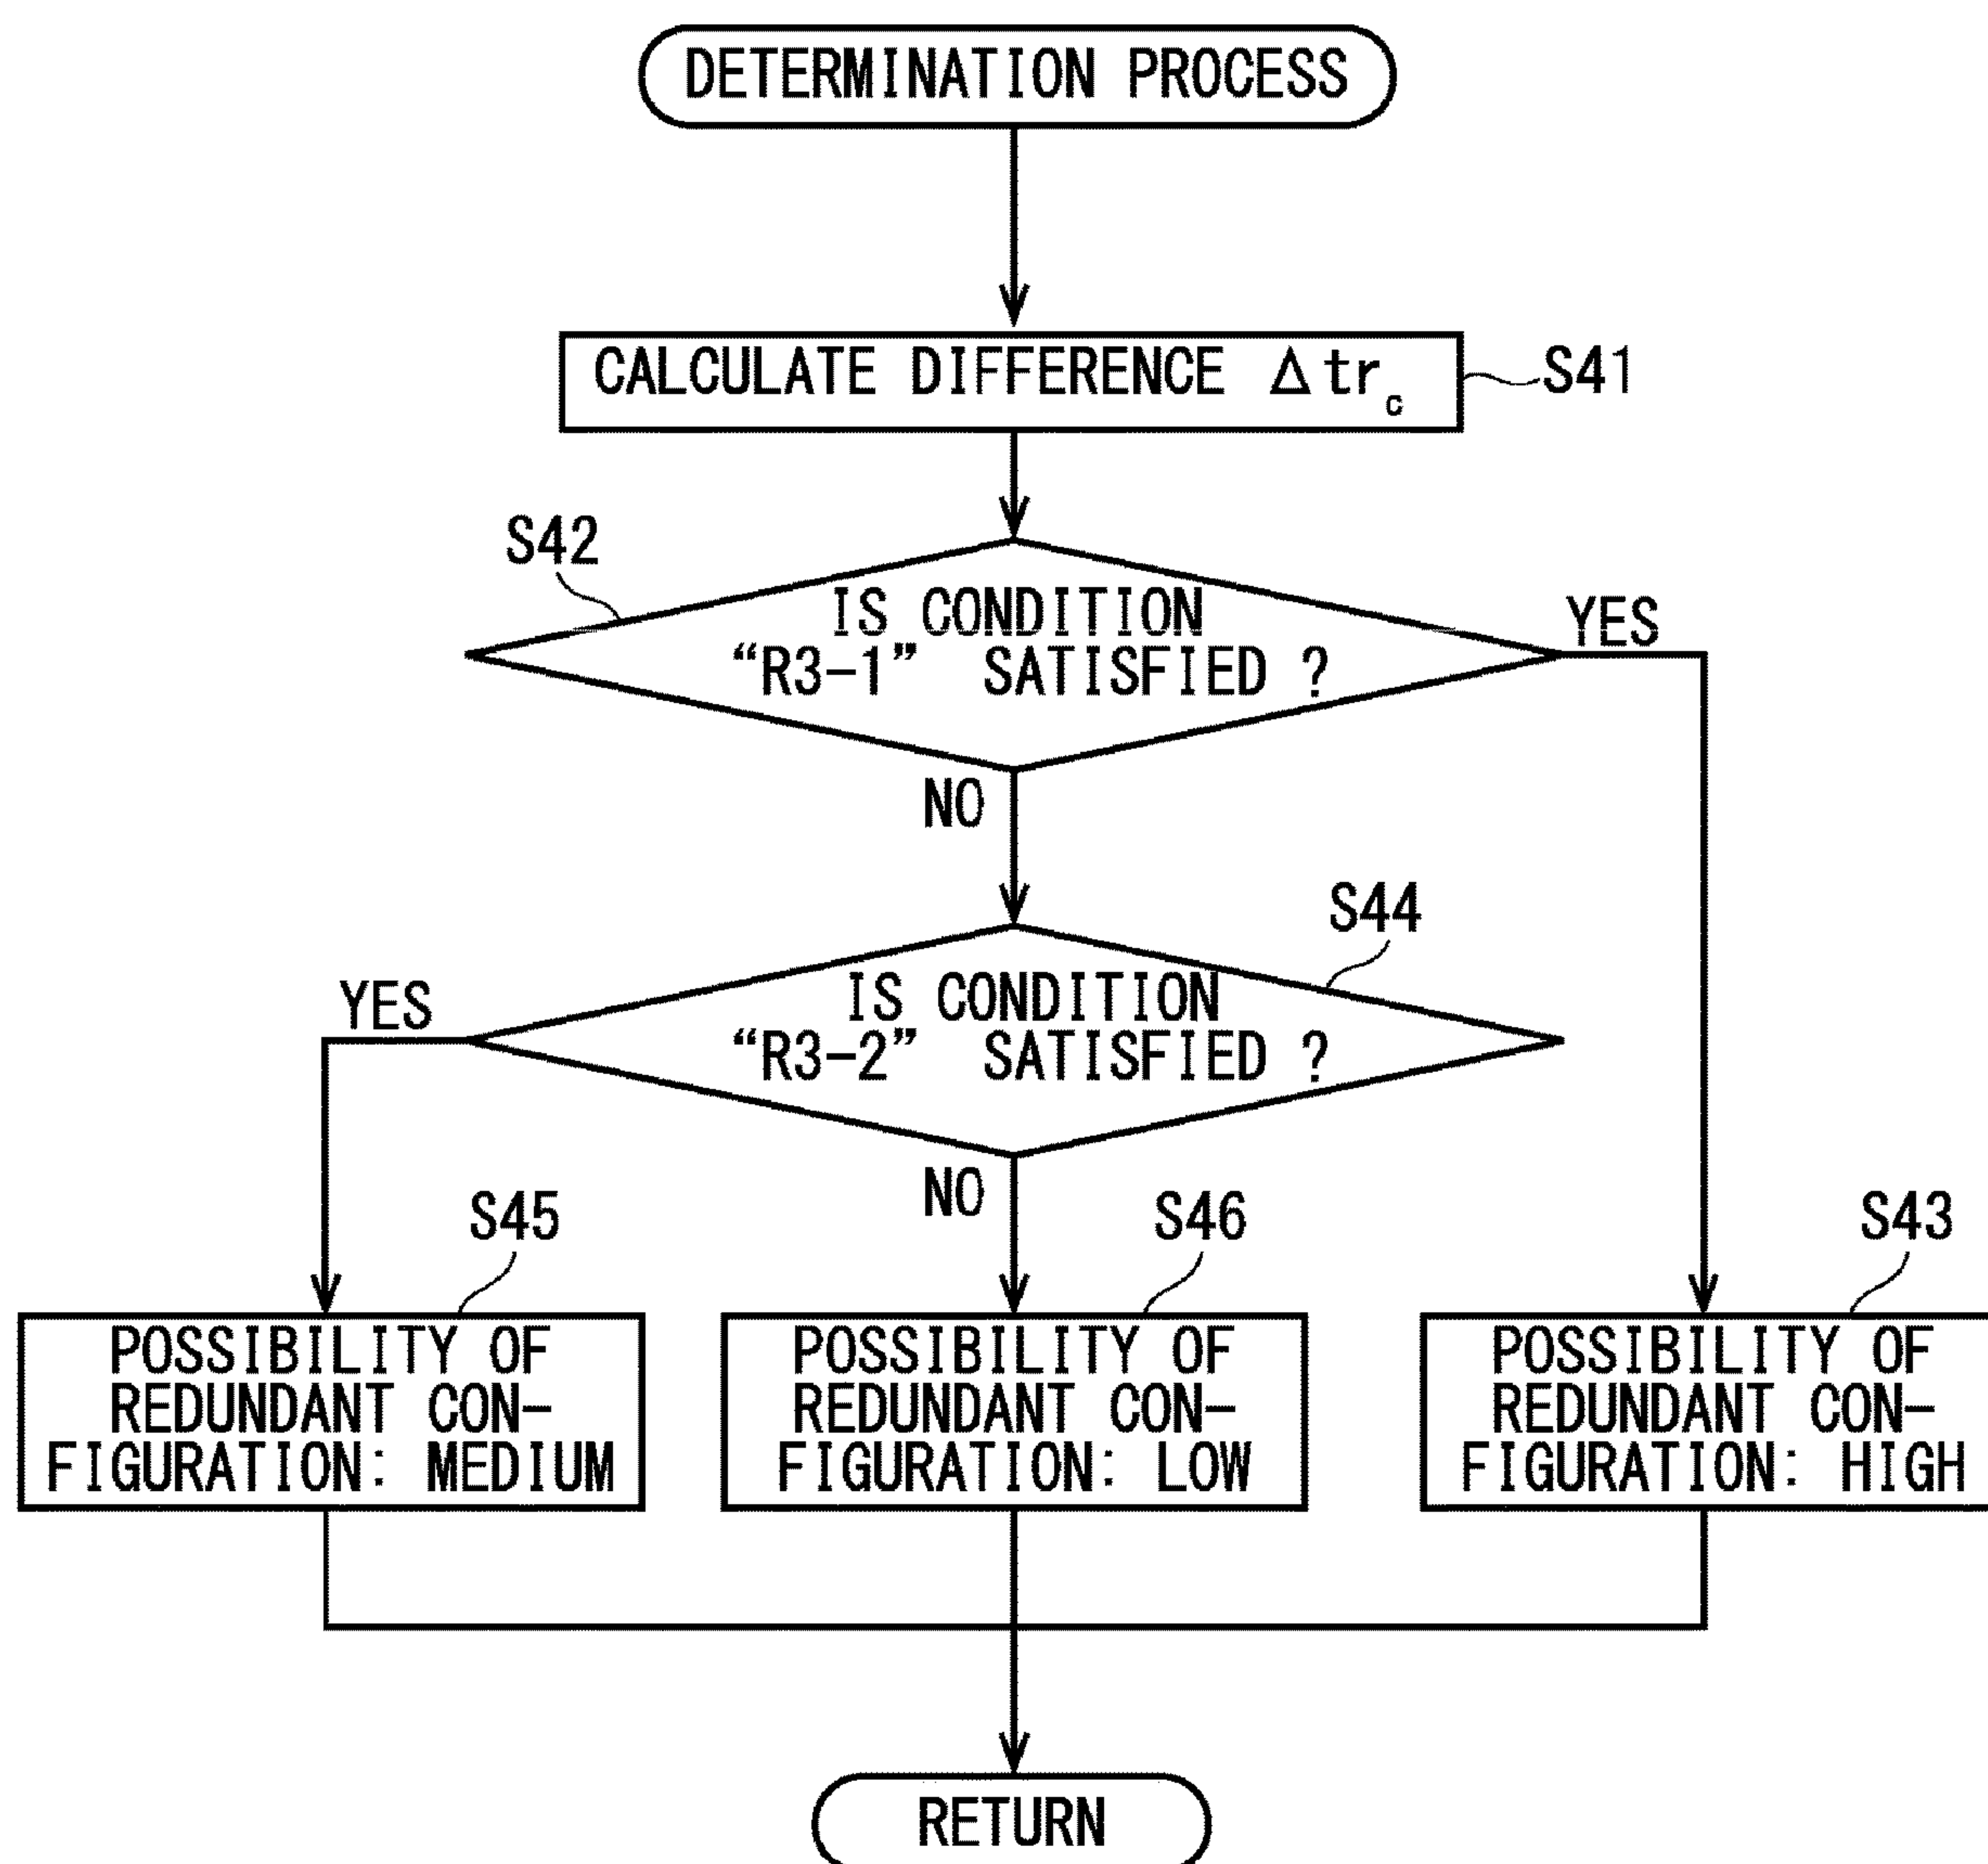 DETERMINATION PROCESS
CALCULATE DIFFERENCE Δtrc
S41
S42
IS CONDITION
“R3-1” SATISFIED ?
YES
NO
S44
IS CONDITION
“R3-2” SATISFIED ?
YES
NO
S45
POSSIBILITY OF
REDUNDANT CON-
FIGURATION: MEDIUM
S46
POSSIBILITY OF
REDUNDANT CON-
FIGURATION: LOW
S43
POSSIBILITY OF
REDUNDANT CON-
FIGURATION: HIGH
RETURN